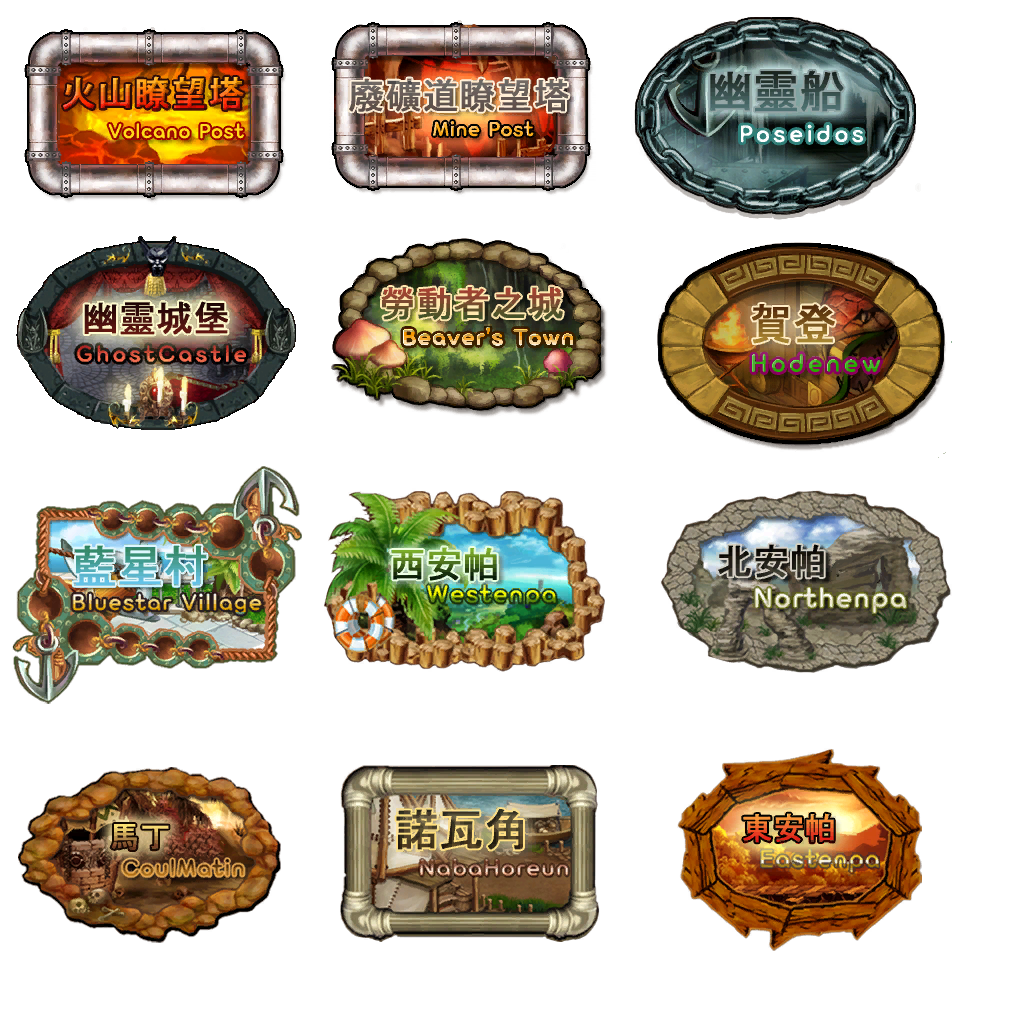 火山瞭望塔
Volcano Post
廢礦道瞭望塔
Mine Post
幽靈船
Poseidos
幽靈城堡
GhostCastle
勞動者之城
Beaver's Town
賀登
Hodenew
藍星村
Bluestar Village
西安帕
Westenpa
北安帕
Northenpa
馬丁
CoulMatin
諾瓦角
NabaHoreun
東安帕
Eastenpa